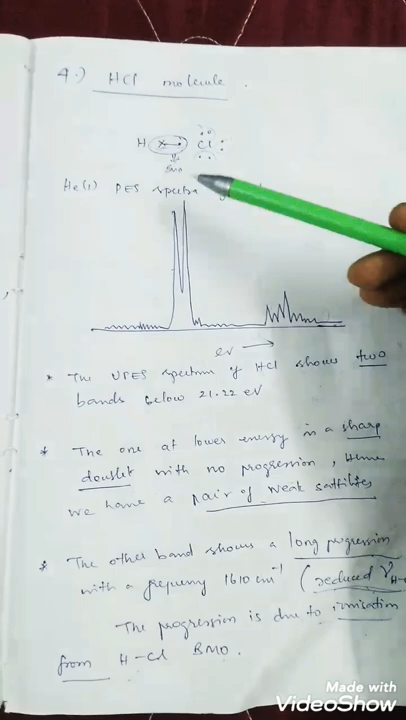 4.) HCl molecule.
H Cl
BMO
He(I) PES spectra
eV
* The UPES spectrum of HCl shows two
bands below 21.22 eV
* The one at lower energy is a sharp
doublet with no progression, Hence
we have a pair of weak satellites
* The other band shows a long progression
with a frequency 1610 cm⁻¹ (reduced ν H-
The progression is due to ionisation
from H-Cl BMO.
Made with
VideoShow